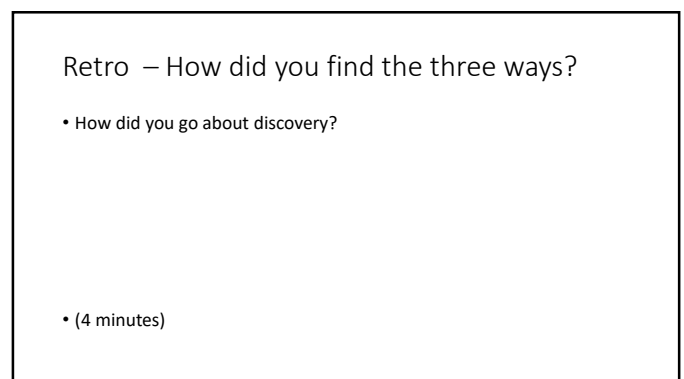 Retro – How did you find the three ways?
• How did you go about discovery?
• (4 minutes)